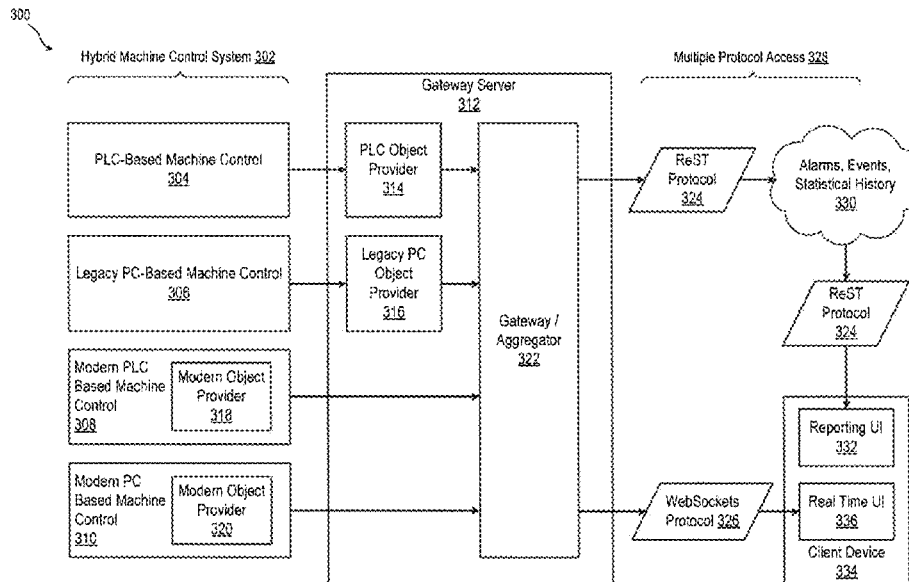 300
Hybrid Machine Control System 302
Multiple Protocol Access 328
Gateway Server
312
PLC-Based Machine Control
304
PLC Object
Provider
314
ReST
Protocol
324
Alarms, Events,
Statistical History
330
Legacy PC-Based Machine Control
306
Legacy PC
Object
Provider
316
Gateway /
Aggregator
322
ReST
Protocol
324
Modern PLC
Based Machine
Control
308
Modern Object
Provider
318
Reporting UI
332
Modern PC
Based Machine
Control
310
Modern Object
Provider
320
WebSockets
Protocol 326
Real Time UI
336
Client Device
334